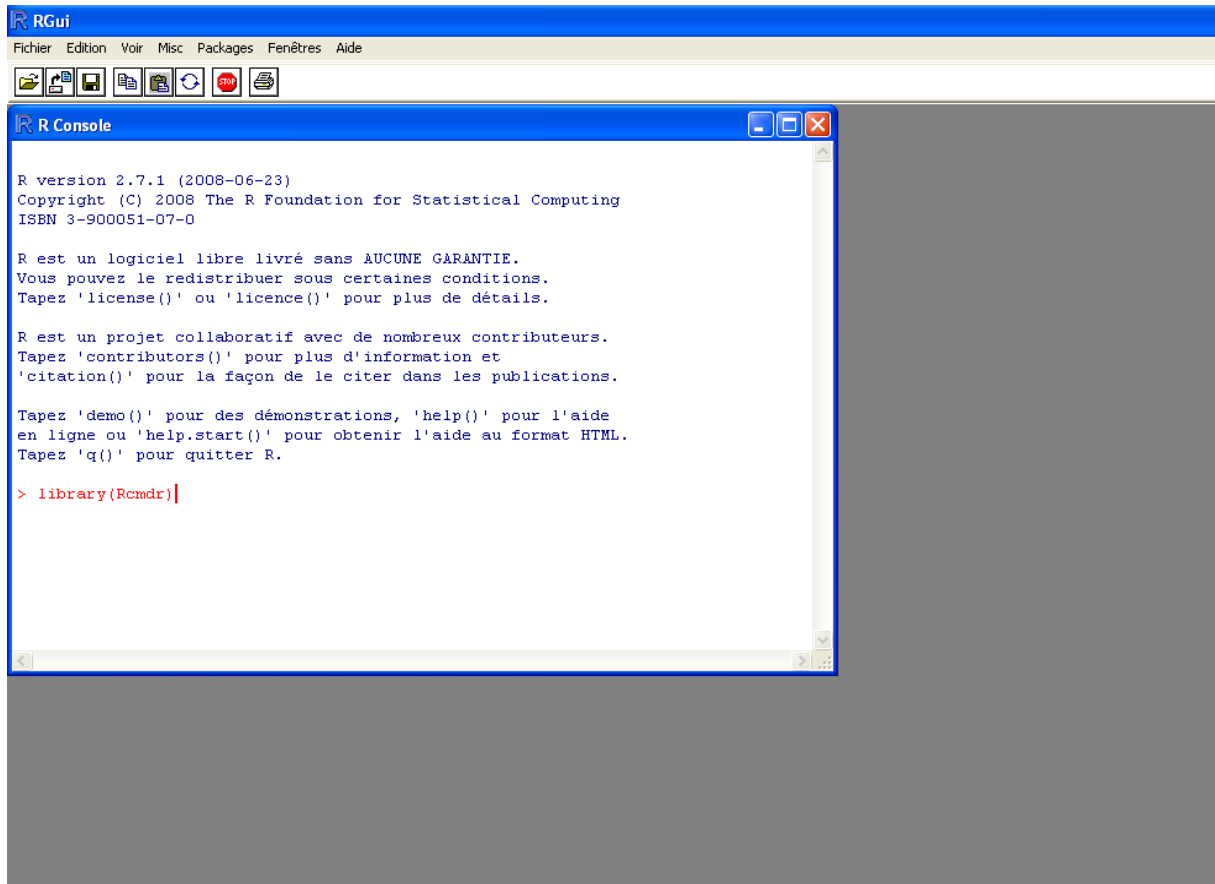 RGui
Fichier Edition Voir Misc Packages Fenêtres Aide
STOP
R Console
R version 2.7.1 (2008-06-23)
Copyright (C) 2008 The R Foundation for Statistical Computing
ISBN 3-900051-07-0
R est un logiciel libre livré sans AUCUNE GARANTIE.
Vous pouvez le redistribuer sous certaines conditions.
Tapez 'license()' ou 'licence()' pour plus de détails.
R est un projet collaboratif avec de nombreux contributeurs.
Tapez 'contributors()' pour plus d'information et
'citation()' pour la façon de le citer dans les publications.
Tapez 'demo()' pour des démonstrations, 'help()' pour l'aide
en ligne ou 'help.start()' pour obtenir l'aide au format HTML.
Tapez 'q()' pour quitter R.
> library(Rcmdr)